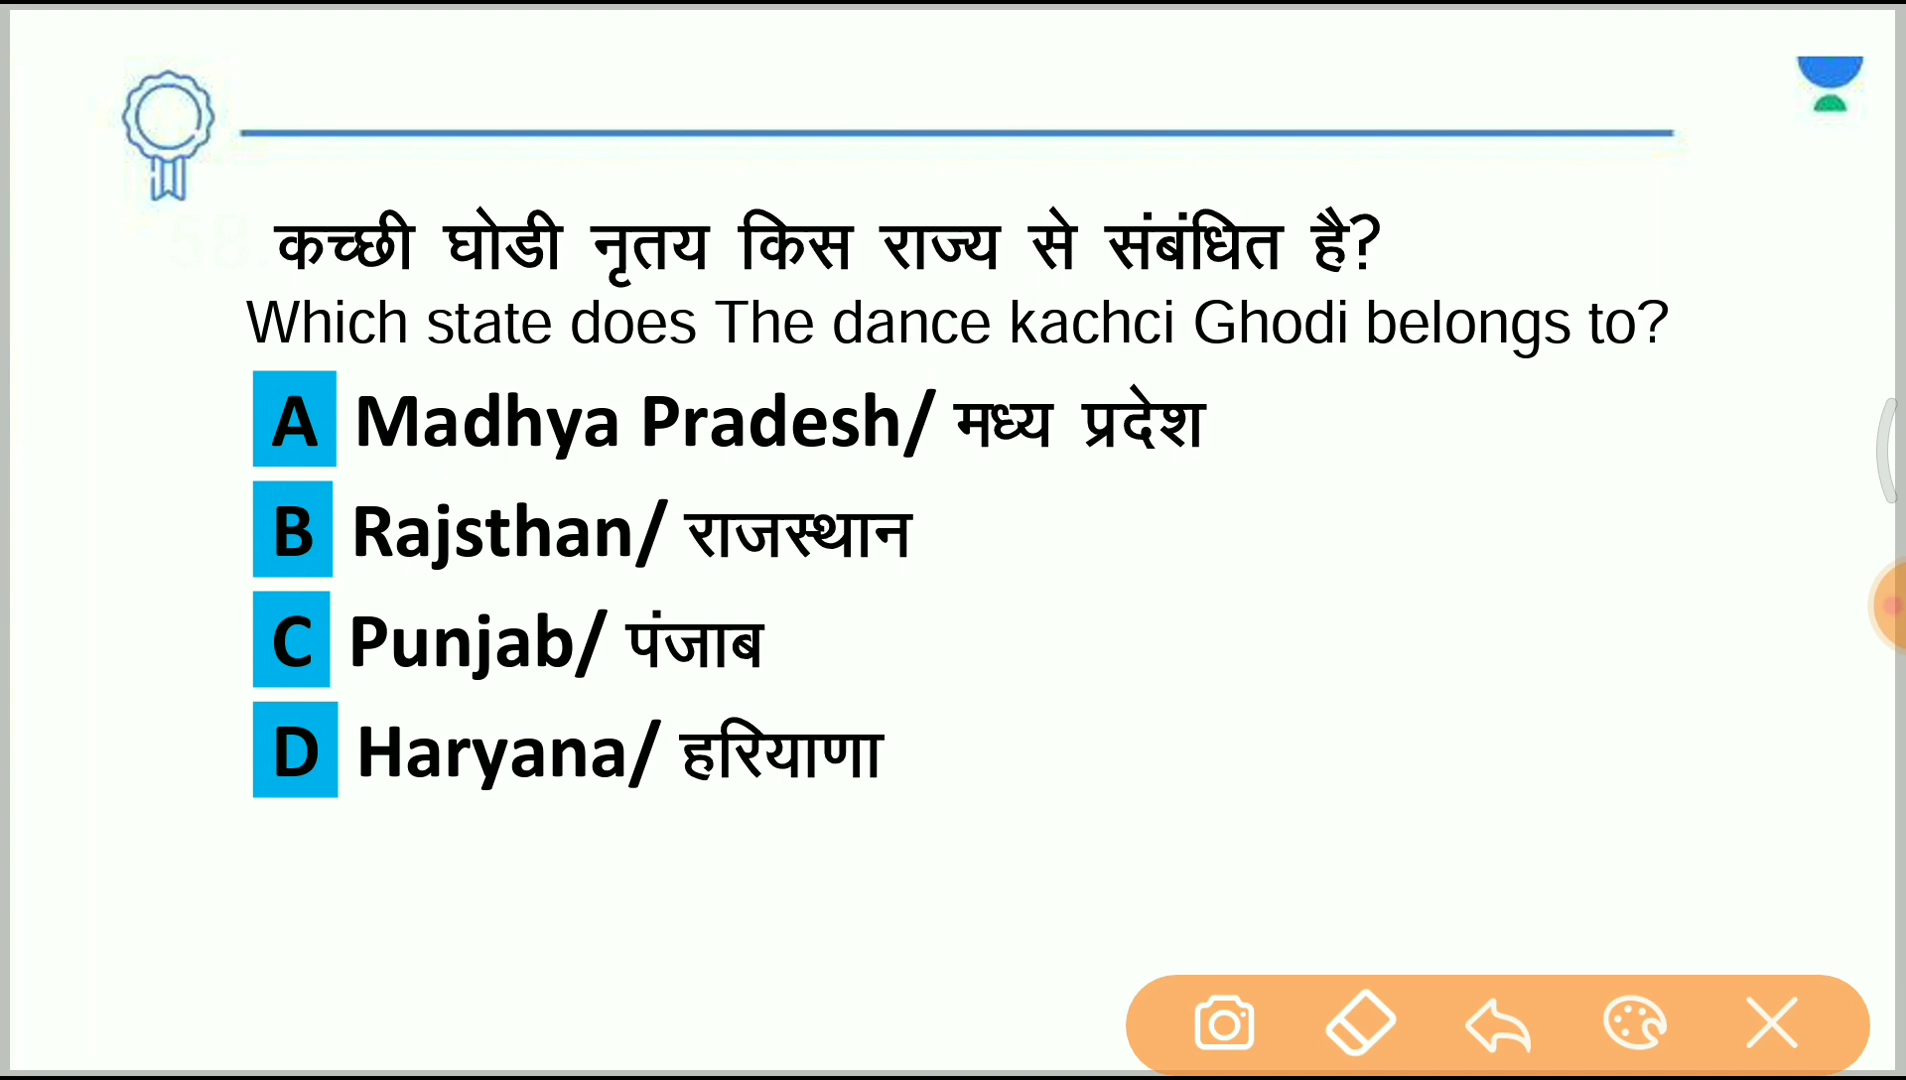 कच्छी घोडी नृतय किस राज्य से संबंधित है?
Which state does The dance kachci Ghodi belongs to?
A Madhya Pradesh/ मध्य प्रदेश
B Rajsthan/ राजस्थान
C Punjab/ पंजाब
D Haryana/ हरियाणा